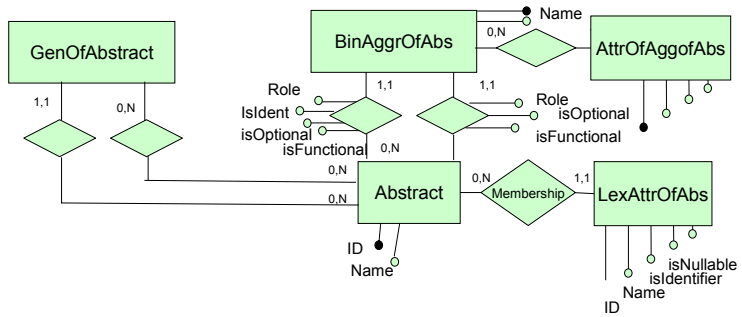 Name
GenOfAbstract
BinAggrOfAbs
0,N
AttrOfAggofAbs
1,1
0,N
1,1
1,1
Role
IsIdent
isOptional
isFunctional
Role
isOptional
isFunctional
0,N
0,N
0,N
Abstract
0,N
Membership
1,1
LexAttrOfAbs
ID
Name
isNullable
isIdentifier
Name
ID